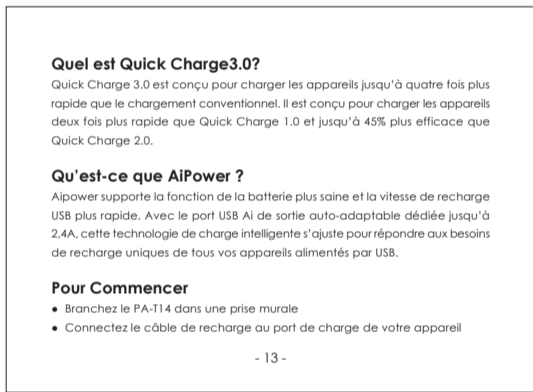 Quel est Quick Charge3.0?
Quick Charge 3.0 est conçu pour charger les appareils jusqu'à quatre fois plus
rapide que le chargement conventionnel. Il est conçu pour charger les appareils
deux fois plus rapide que Quick Charge 1.0 et jusqu'à 45% plus efficace que
Quick Charge 2.0.
Qu'est-ce que AiPower ?
Aipower supporte la fonction de la batterie plus saine et la vitesse de recharge
USB plus rapide. Avec le port USB Ai de sortie auto-adaptable dédiée jusqu'à
2,4A, cette technologie de charge intelligente s'ajuste pour répondre aux besoins
de recharge uniques de tous vos appareils alimentés par USB.
Pour Commencer
● Branchez le PA-T14 dans une prise murale
● Connectez le câble de recharge au port de charge de votre appareil
- 13 -